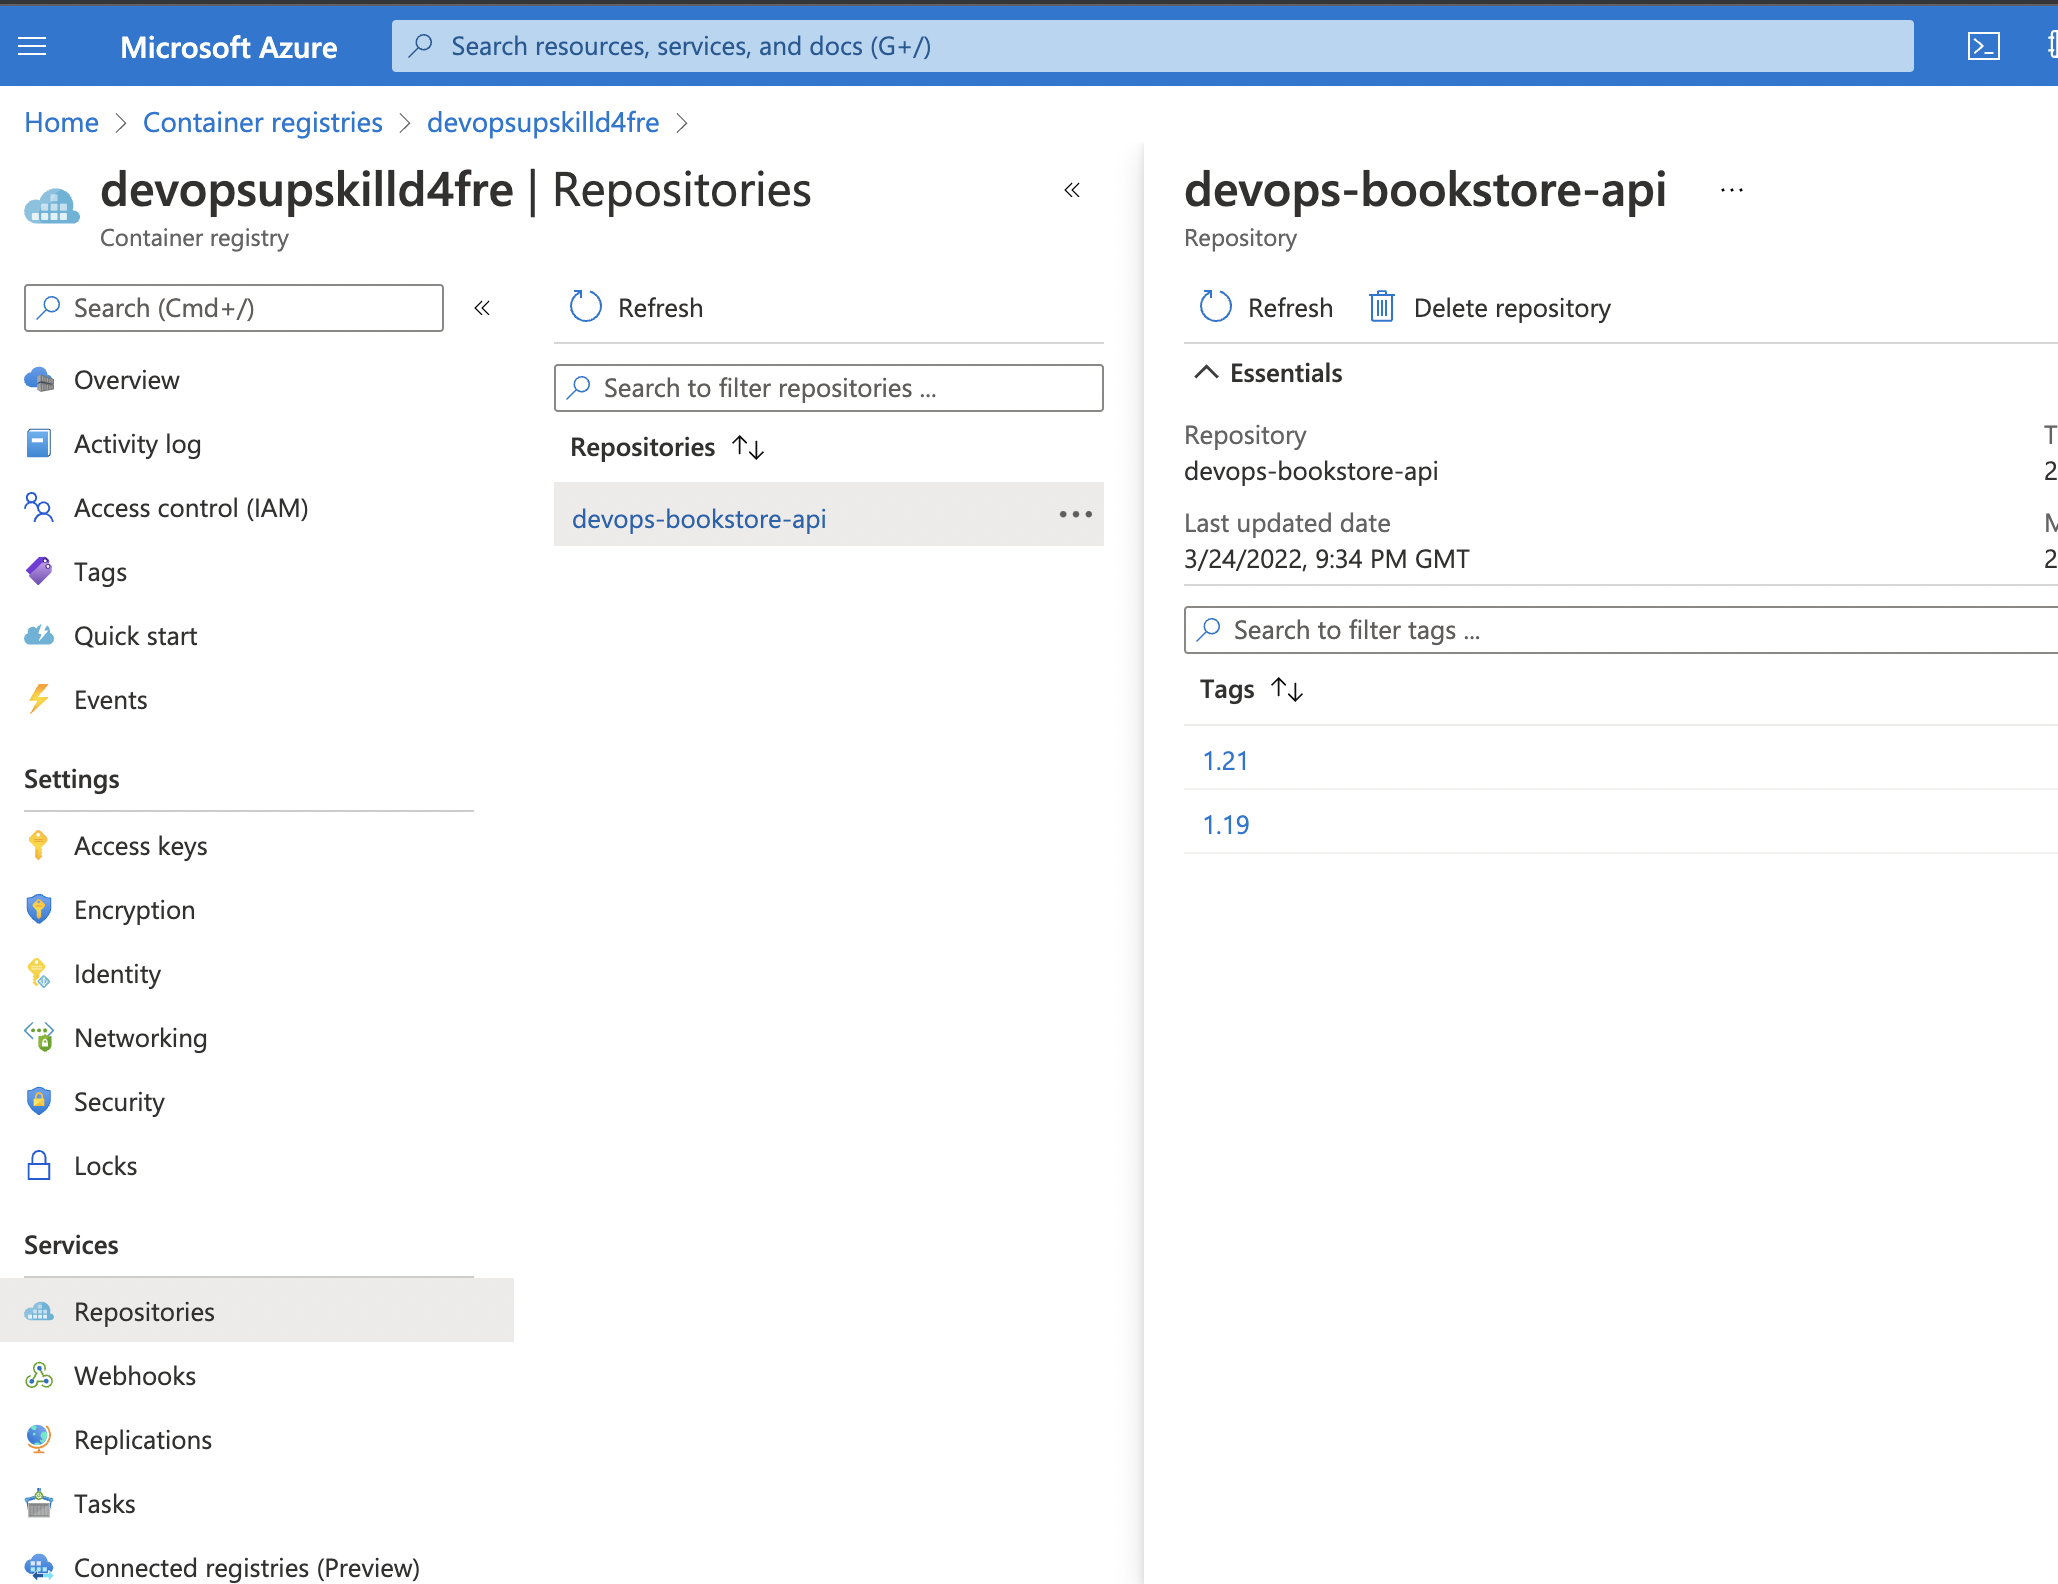 Microsoft Azure
Search resources, services, and docs (G+/)
Home > Container registries > devopsupskilld4fre >
devopsupskilld4fre | Repositories
Container registry
Search (Cmd+/)
Overview
Activity log
Access control (IAM)
Tags
Quick start
Events
Settings
Access keys
Encryption
Identity
Networking
Security
Locks
Services
Repositories
Webhooks
Replications
Tasks
Connected registries (Preview)
Refresh
Search to filter repositories ...
Repositories
devops-bookstore-api
devops-bookstore-api
Repository
Refresh
Delete repository
Essentials
Repository
devops-bookstore-api
Last updated date
3/24/2022, 9:34 PM GMT
T
2
2
Search to filter tags ...
Tags
1.21
1.19